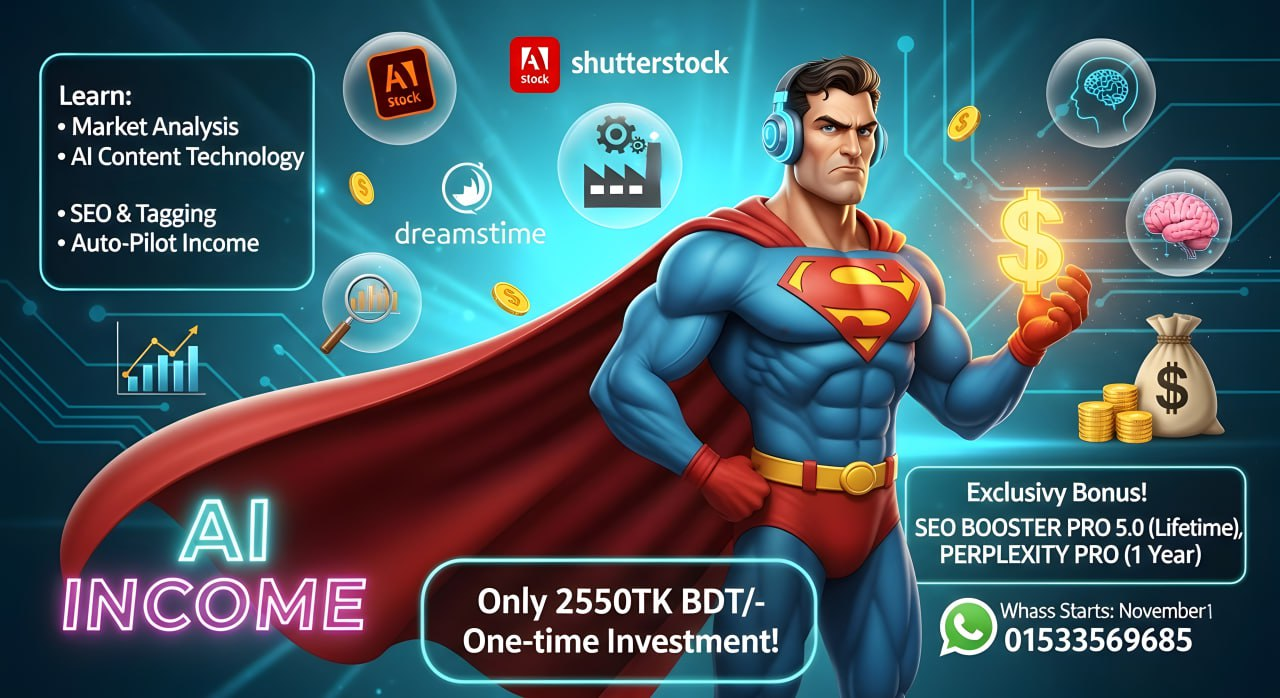 Learn:
• Market Analysis
• AI Content Technology
• SEO & Tagging
• Auto-Pilot Income
A
Stock
A
Stock
shutterstock
dreamstime
$
$
$
$
S
$
AI
INCOME
Only 2550TK BDT/-
One-time Investment!
Exclusivy Bonus!
SEO BOOSTER PRO 5.0 (Lifetime),
PERPLEXITY PRO (1 Year)
Whass Starts: November1
01533569685